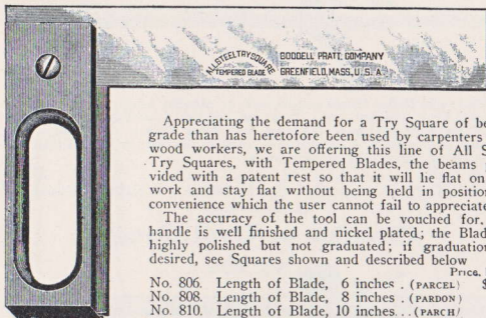 ALL STEEL TRY SQUARE
TEMPERED BLADE
GOODELL PRATT COMPANY
GREENFIELD, MASS., U. S. A.
Appreciating the demand for a Try Square of be
grade than has heretofore been used by carpenters
wood workers, we are offering this line of All S
Try Squares, with Tempered Blades, the beams
vided with a patent rest so that it will lie flat on
work and stay flat without being held in position
convenience which the user cannot fail to appreciate
The accuracy of the tool can be vouched for,
handle is well finished and nickel plated; the Blad
highly polished but not graduated; if graduation
desired, see Squares shown and described below
Price.
No. 806. Length of Blade, 6 inches . (PARCEL) $
No. 808. Length of Blade, 8 inches . (PARDON)
No. 810. Length of Blade, 10 inches... (PARCH)